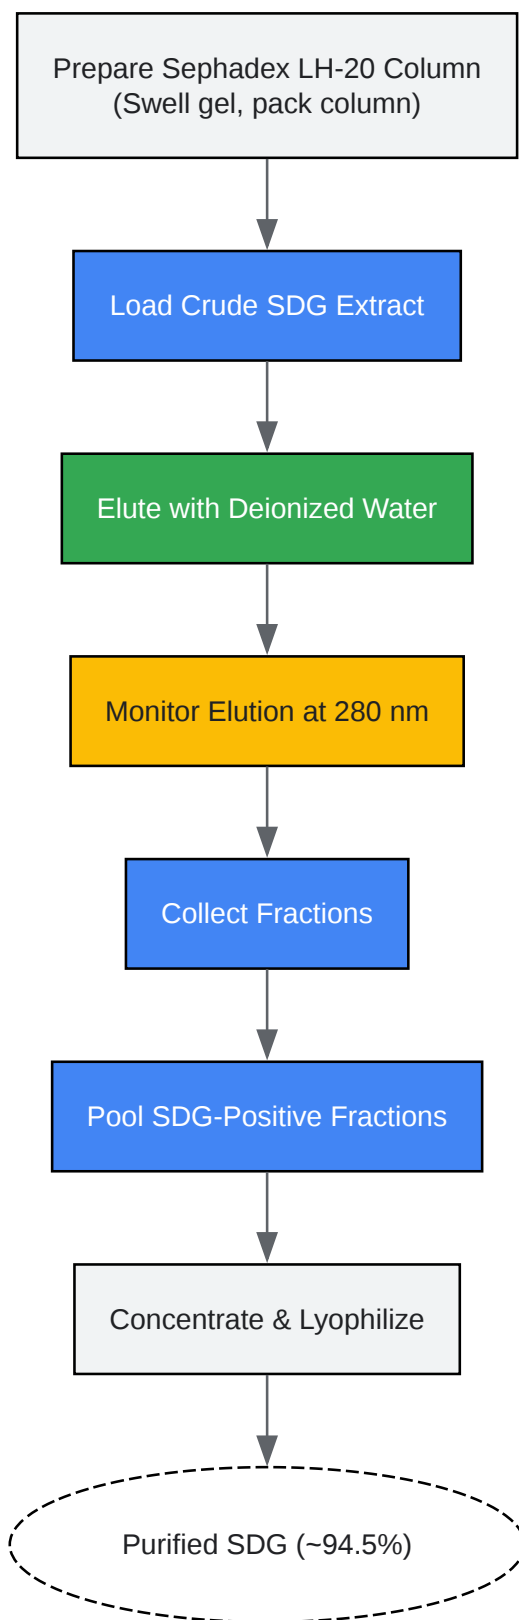 Prepare Sephadex LH-20 Column
(Swell gel, pack column)
Load Crude SDG Extract
Elute with Deionized Water
Monitor Elution at 280 nm
Collect Fractions
Pool SDG-Positive Fractions
Concentrate & Lyophilize
Purified SDG (~94.5%)